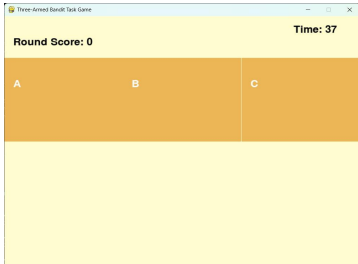 Three-Armed Bandit Task Game
Time: 37
Round Score: 0
A B C